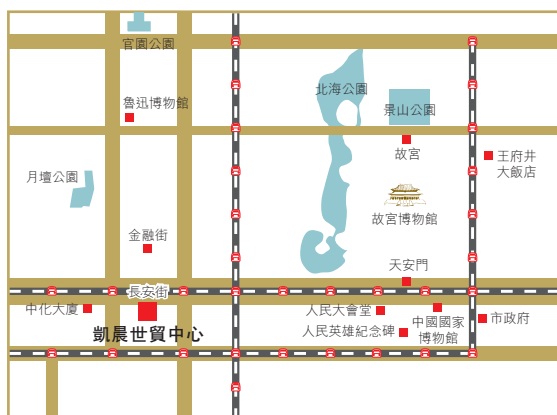 官園公園
北海公園
魯迅博物館
景山公園
故宮
王府井
大飯店
月壇公園
故宮博物館
金融街
天安門
長安街
中化大廈
人民大會堂
中國國家
博物館
市政府
人民英雄紀念碑
凱晨世貿中心